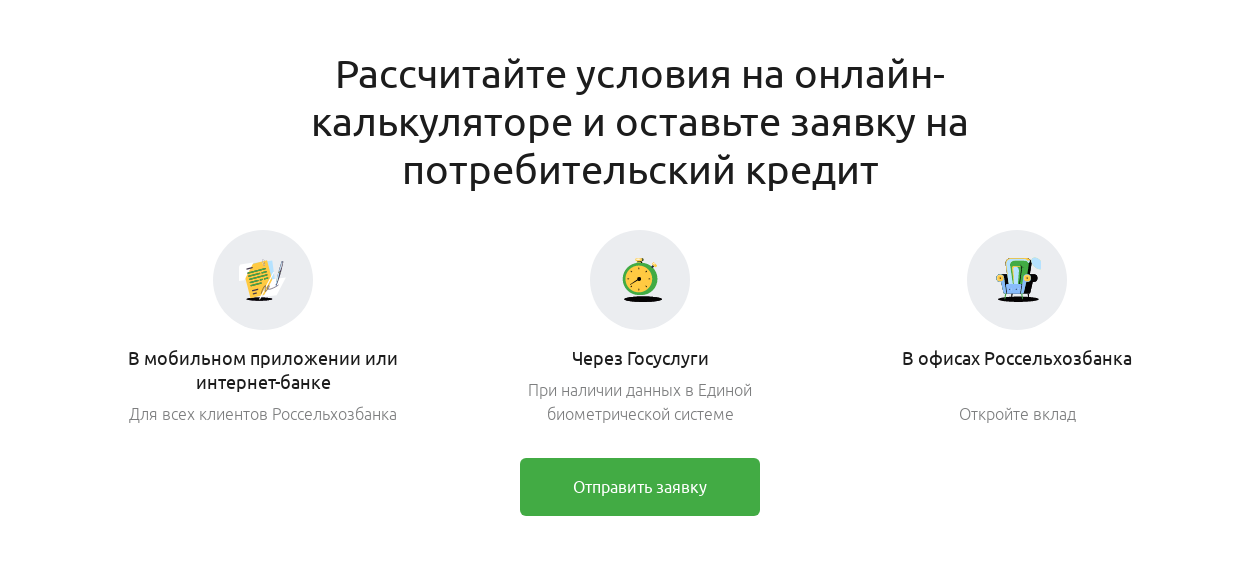 Рассчитайте условия на онлайн-
калькуляторе и оставьте заявку на
потребительский кредит
В мобильном приложении или
интернет-банке
Для всех клиентов Россельхозбанка
Через Госуслуги
При наличии данных в Единой
биометрической системе
В офисах Россельхозбанка
Откройте вклад
Отправить заявку